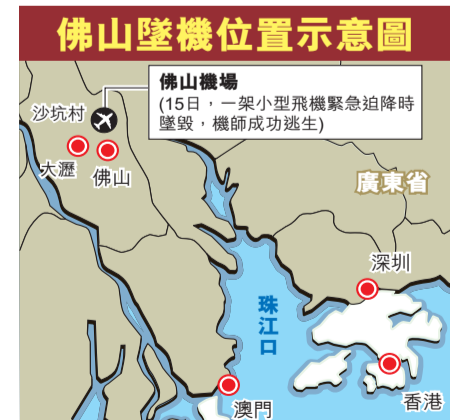 佛山墜機位置示意圖
佛山機場
(15日，一架小型飛機緊急迫降時
墜毀，機師成功逃生)
沙坑村
大瀝
佛山
廣東省
深圳
珠江口
香港
澳門